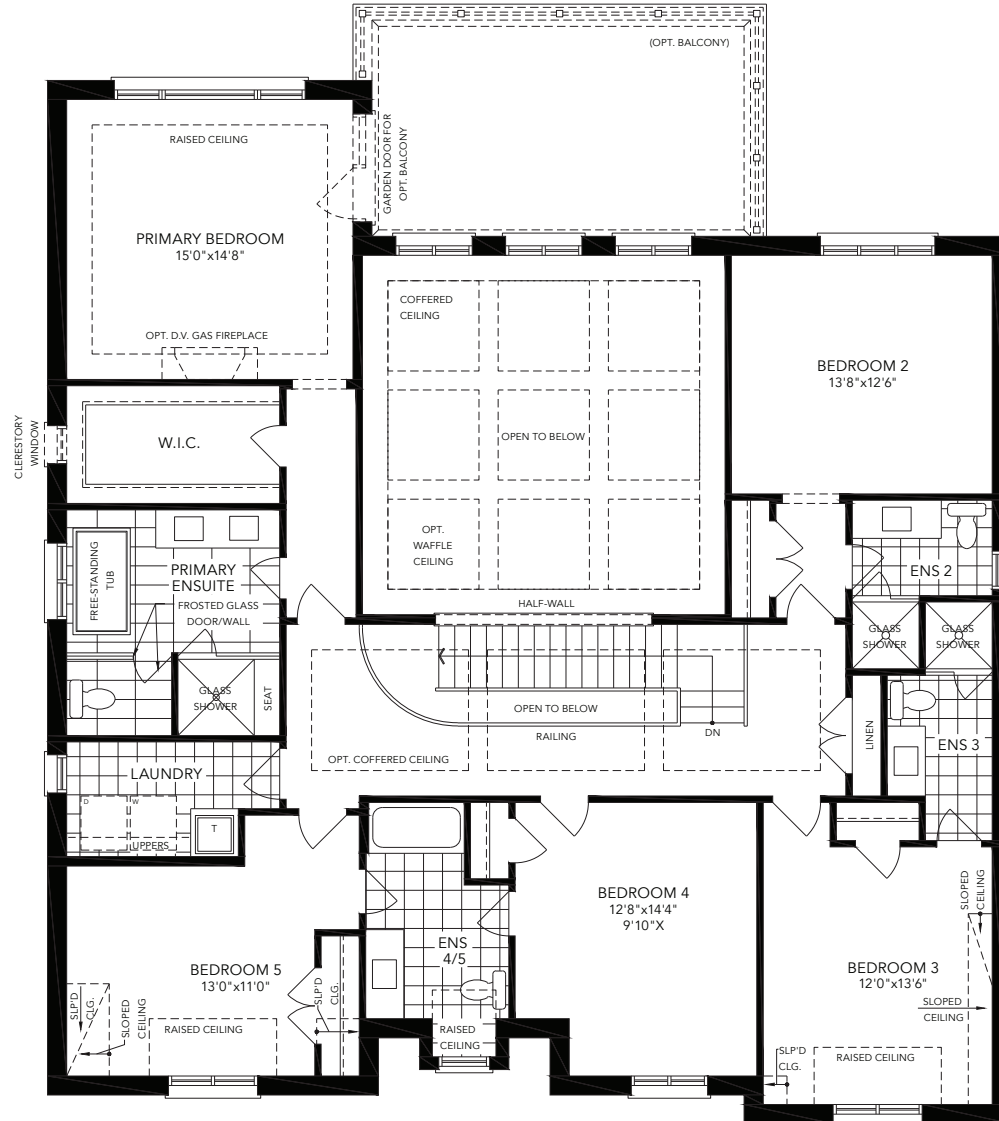 (OPT. BALCONY)
GARDEN DOOR FOR
OPT. BALCONY
RAISED CEILING
PRIMARY BEDROOM
15'0"x14'8"
OPT. D.V. GAS FIREPLACE
COFFERED
CEILING
OPEN TO BELOW
OPT.
WAFFLE
CEILING
HALF-WALL
BEDROOM 2
13'8"x12'6"
CLERESTORY
WINDOW
W.I.C.
FREE-STANDING
TUB
PRIMARY
ENSUITE
FROSTED GLASS
DOOR/WALL
GLASS
SHOWER
SEAT
ENS 2
GLASS
SHOWER
GLASS
SHOWER
OPEN TO BELOW
RAILING
DN
OPT. COFFERED CEILING
LINEN
ENS 3
LAUNDRY
D
W
UPPERS
T
BEDROOM 4
12'8"x14'4"
9'10"X
ENS
4/5
RAISED
CEILING
BEDROOM 5
13'0"x11'0"
SLP'D
CLG.
SLOPED
CEILING
RAISED CEILING
SLP'D
CLG.
SLOPED
CEILING
BEDROOM 3
12'0"x13'6"
SLOPED
CEILING
SLP'D
CLG.
RAISED CEILING